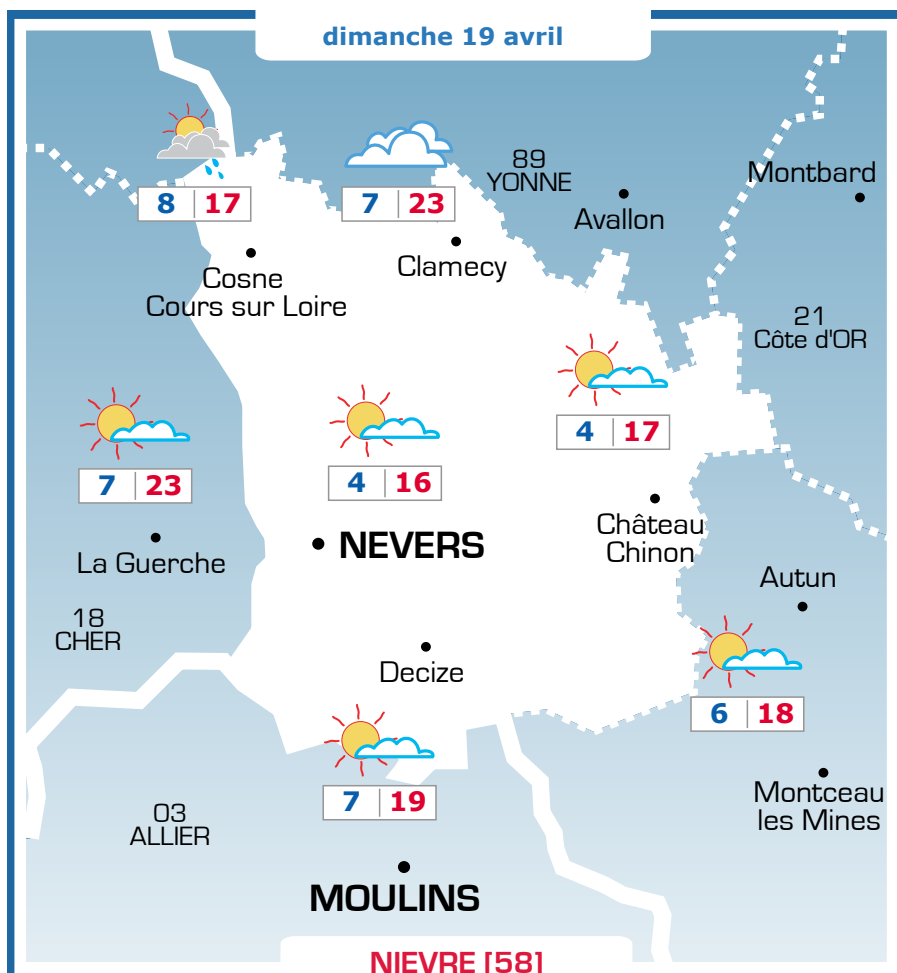 dimanche 19 avril
8 17
7 23
89
YONNE
Avallon
Montbard
Cosne
Cours sur Loire
Clamecy
21
Côte d'OR
4 17
7 23
4 16
Château
Chinon
La Guerche
NEVERS
Autun
18
CHER
Decize
6 18
7 19
03
ALLIER
Montceau
les Mines
MOULINS
NIEVRE [58]